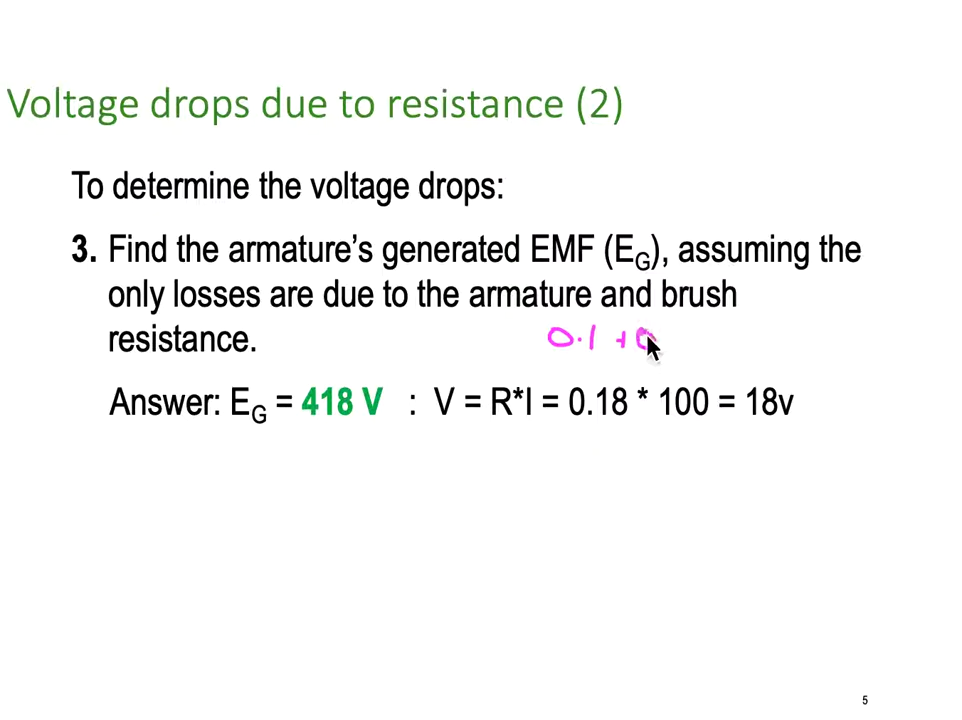 Voltage drops due to resistance (2)
To determine the voltage drops:
3. Find the armature’s generated EMF (EG), assuming the
only losses are due to the armature and brush
resistance.
0.1 +
Answer: EG = 418 V : V = R*I = 0.18 * 100 = 18v
5